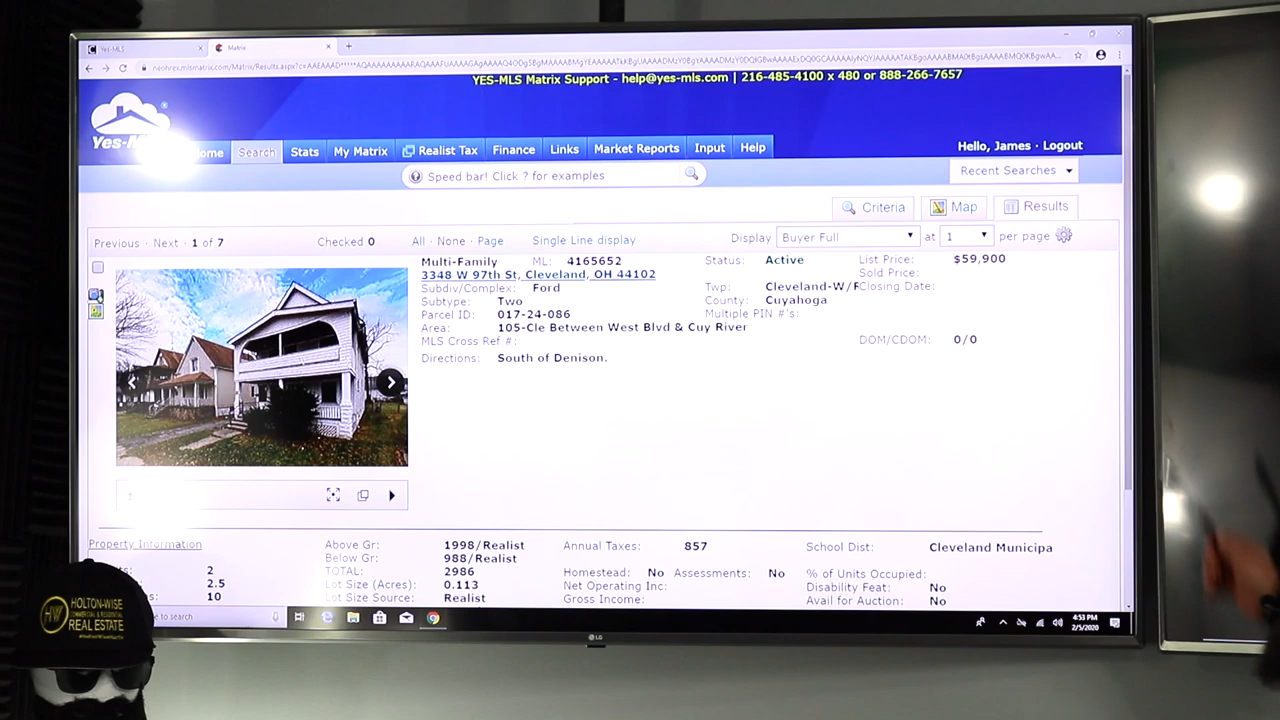 Yes-MLS
Matrix
YES-MLS Matrix Support - help@yes-mls.com | 216-485-4100 x 480 or 888-266-7657
Home Search Stats My Matrix Realist Tax Finance Links Market Reports Input Help
Hello, James · Logout
Speed bar! Click ? for examples
Recent Searches
Criteria Map Results
Previous · Next · 1 of 7
Checked 0
All · None · Page
Single Line display
Display Buyer Full at 1 per page
Multi-Family ML: 4165652 Status: Active List Price: $59,900
3348 W 97th St, Cleveland, OH 44102 Sold Price:
Subdiv/Complex: Ford Twp: Cleveland-W/F Closing Date:
Subtype: Two County: Cuyahoga
Parcel ID: 017-24-086 Multiple PIN #'s:
Area: 105-Cle Between West Blvd & Cuy River
MLS Cross Ref #: DOM/CDOM: 0/0
Directions: South of Denison.
Property Information Above Gr: 1998/Realist Annual Taxes: 857 School Dist: Cleveland Municipa
Below Gr: 988/Realist
2 TOTAL: 2986 Homestead: No Assessments: No % of Units Occupied:
2.5 Lot Size (Acres): 0.113 Net Operating Inc: Disability Feat: No
10 Lot Size Source: Realist Gross Income: Avail for Auction: No
to search
4:53 PM
2/5/2020
LG
HW
HOLTON-WISE
COMMERCIAL & RESIDENTIAL
REAL ESTATE